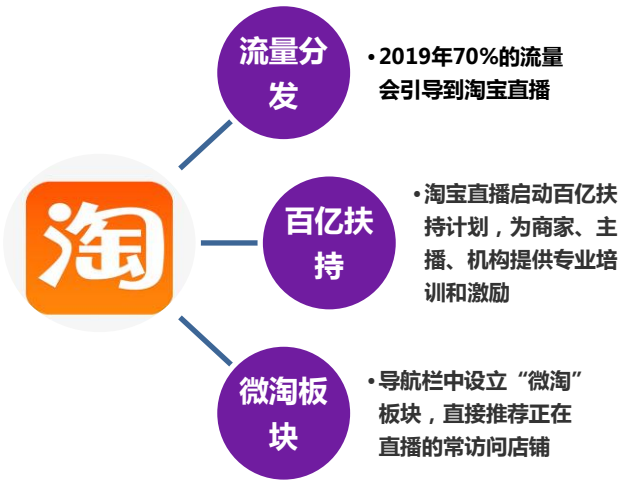 流量分
发
•2019年70%的流量
会引导到淘宝直播
淘
百亿扶
持
•淘宝直播启动百亿扶
持计划，为商家、主
播、机构提供专业培
训和激励
微淘板
块
•导航栏中设立“微淘”
板块，直接推荐正在
直播的常访问店铺